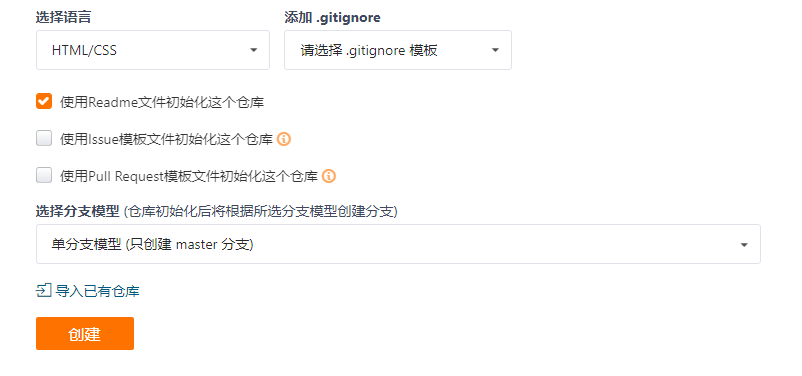 选择语言 添加 .gitignore
HTML/CSS 请选择 .gitignore 模板
使用Readme文件初始化这个仓库
使用Issue模板文件初始化这个仓库
使用Pull Request模板文件初始化这个仓库
选择分支模型 (仓库初始化后将根据所选分支模型创建分支)
单分支模型 (只创建 master 分支)
导入已有仓库
创建